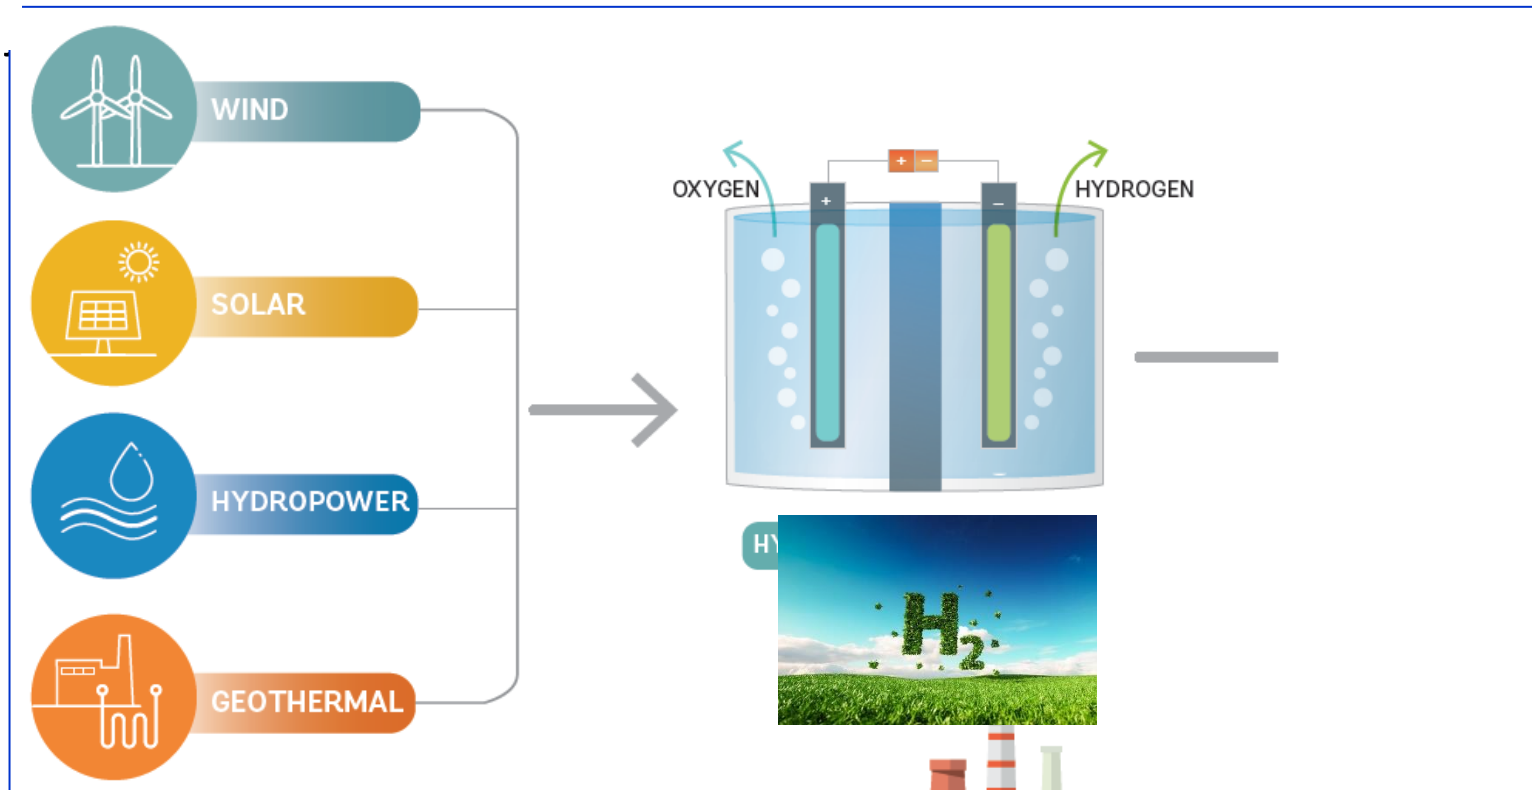 WIND
SOLAR
HYDROPOWER
GEOTHERMAL
OXYGEN
+ −
HYDROGEN
+
−
H2